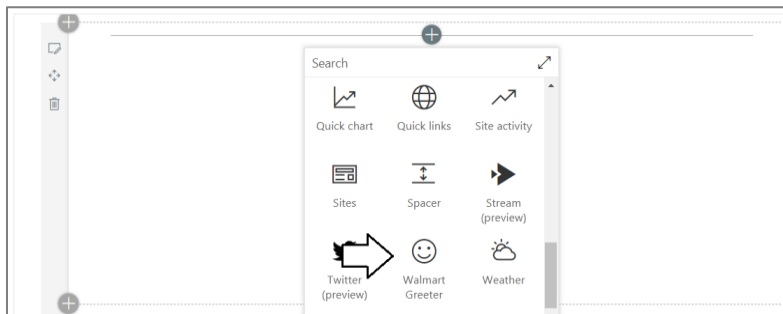 Search
Quick chart
Quick links
Site activity
Sites
Spacer
Stream
(preview)
Twitter
(preview)
Walmart
Greeter
Weather